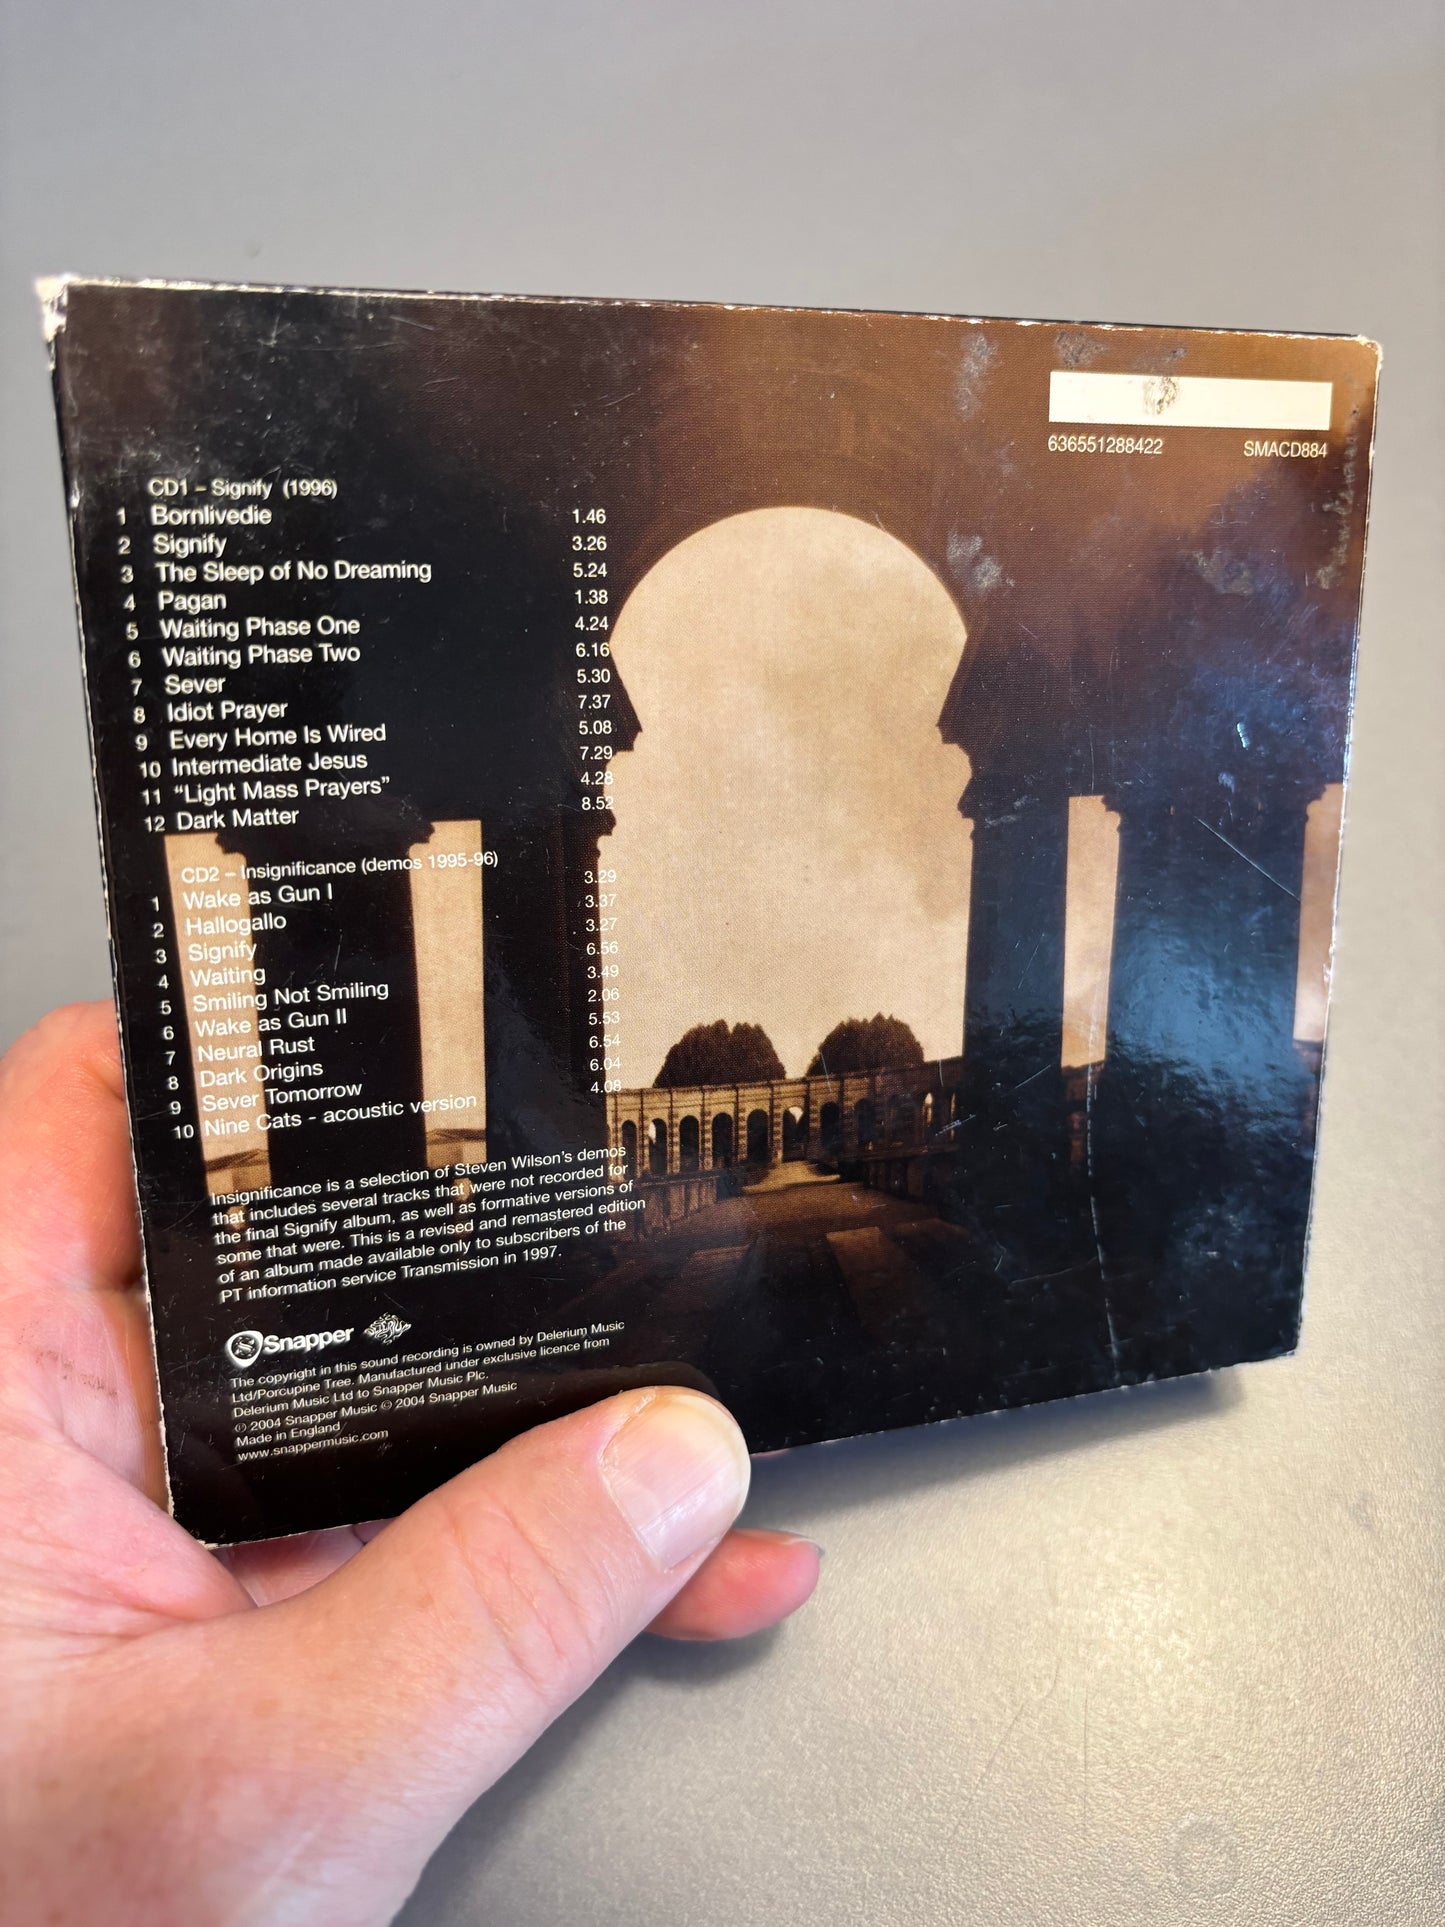 636551288422 SMACD884
CD1 – Signify (1996)
1 Bornlivedie 1.46
2 Signify 3.26
3 The Sleep of No Dreaming 5.24
4 Pagan 1.38
5 Waiting Phase One 4.24
6 Waiting Phase Two 6.16
7 Sever 5.30
8 Idiot Prayer 7.37
9 Every Home Is Wired 5.08
10 Intermediate Jesus 7.29
11 “Light Mass Prayers” 4.28
12 Dark Matter 8.52
CD2 – Insignificance (demos 1995-96)
1 Wake as Gun I 3.29
2 Hallogallo 3.37
3 Signify 3.27
4 Waiting 6.56
5 Smiling Not Smiling 3.49
6 Wake as Gun II 2.06
7 Neural Rust 5.53
8 Dark Origins 6.54
9 Sever Tomorrow 6.04
10 Nine Cats - acoustic version 4.08
Insignificance is a selection of Steven Wilson's demos
that includes several tracks that were not recorded for
the final Signify album, as well as formative versions of
some that were. This is a revised and remastered edition
of an album made available only to subscribers of the
PT information service Transmission in 1997.
Snapper
The copyright in this sound recording is owned by Delerium Music
Ltd/Porcupine Tree. Manufactured under exclusive licence from
Delerium Music Ltd to Snapper Music Plc.
℗ 2004 Snapper Music © 2004 Snapper Music
Made in England
www.snappermusic.com